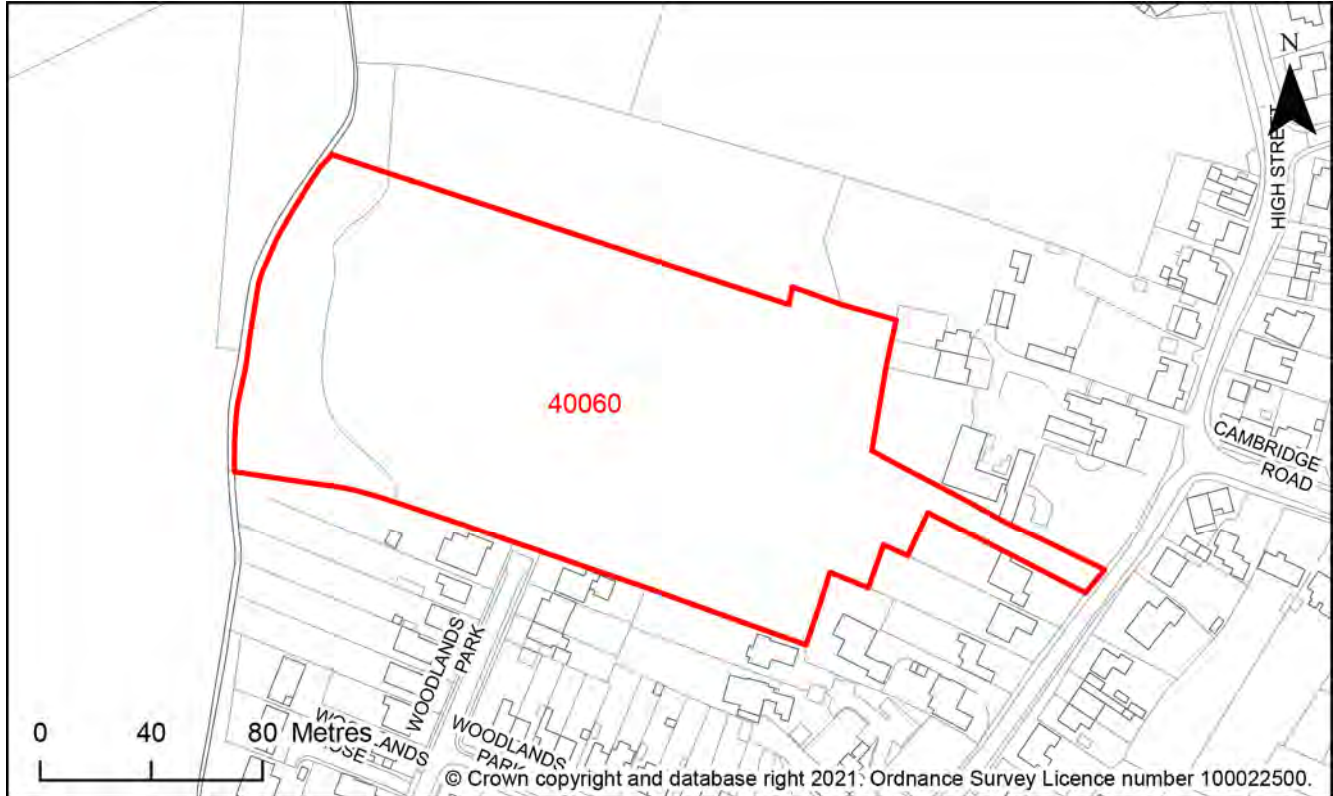 N
HIGH STREET
40060
CAMBRIDGE
ROAD
WOODLANDS
PARK
WOODLANDS
PARK
0 40 80 Metres
© Crown copyright and database right 2021. Ordnance Survey Licence number 100022500.